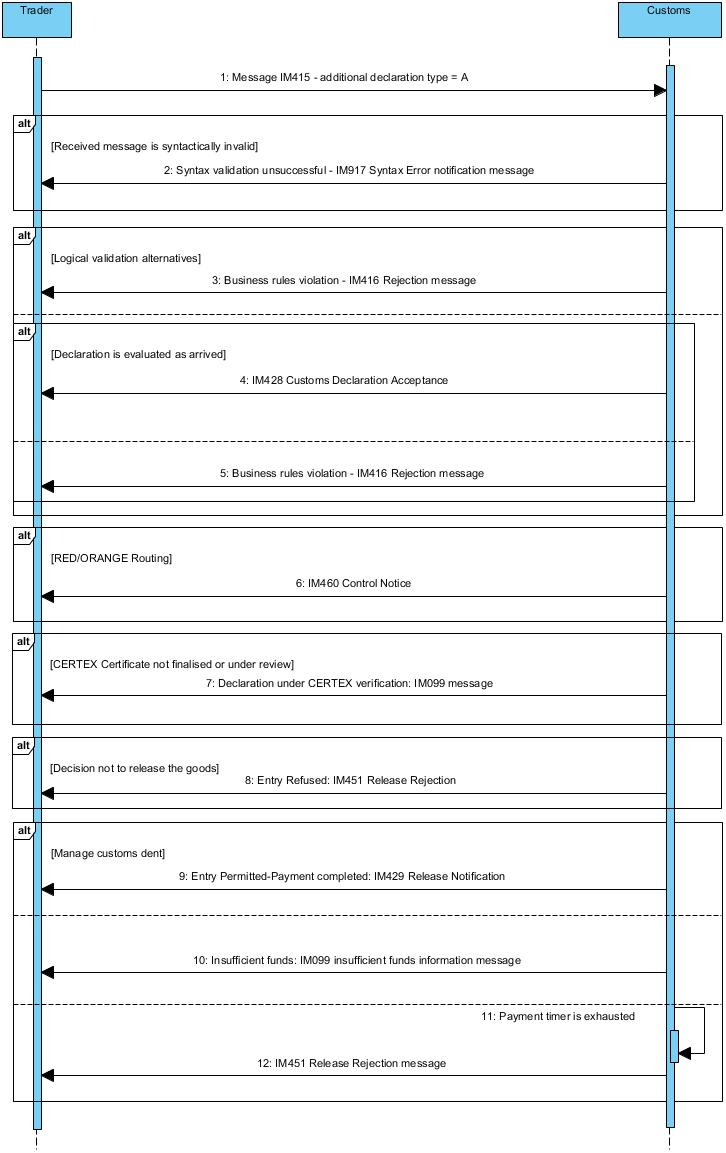 Trader
Customs
1: Message IM415 - additional declaration type = A
alt
[Received message is syntactically invalid]
2: Syntax validation unsuccessful - IM917 Syntax Error notification message
alt
[Logical validation alternatives]
3: Business rules violation - IM416 Rejection message
alt
[Declaration is evaluated as arrived]
4: IM428 Customs Declaration Acceptance
5: Business rules violation - IM416 Rejection message
alt
[RED/ORANGE Routing]
6: IM460 Control Notice
alt
[CERTEX Certificate not finalised or under review]
7: Declaration under CERTEX verification: IM099 message
alt
[Decision not to release the goods]
8: Entry Refused: IM451 Release Rejection
alt
[Manage customs dent]
9: Entry Permitted-Payment completed: IM429 Release Notification
10: Insufficient funds: IM099 insufficient funds information message
11: Payment timer is exhausted
12: IM451 Release Rejection message